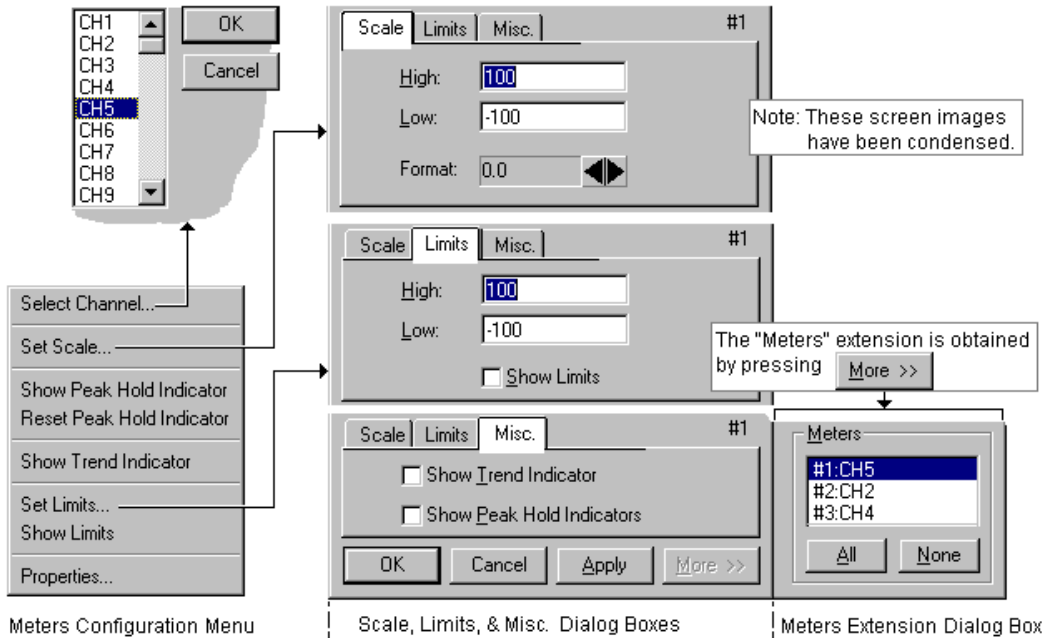 CH1
CH2
CH3
CH4
CH5
CH6
CH7
CH8
CH9
OK
Cancel
Select Channel...
Set Scale...
Show Peak Hold Indicator
Reset Peak Hold Indicator
Show Trend Indicator
Set Limits...
Show Limits
Properties...
Meters Configuration Menu
Scale Limits Misc. #1
High: 100
Low: -100
Format: 0.0
Note: These screen images
have been condensed.
Scale Limits Misc. #1
High: 100
Low: -100
Show Limits
Scale Limits Misc. #1
Show Trend Indicator
Show Peak Hold Indicators
OK Cancel Apply More >>
Scale, Limits, & Misc. Dialog Boxes
The "Meters" extension is obtained
by pressing More >>
Meters
#1:CH5
#2:CH2
#3:CH4
All None
Meters Extension Dialog Box